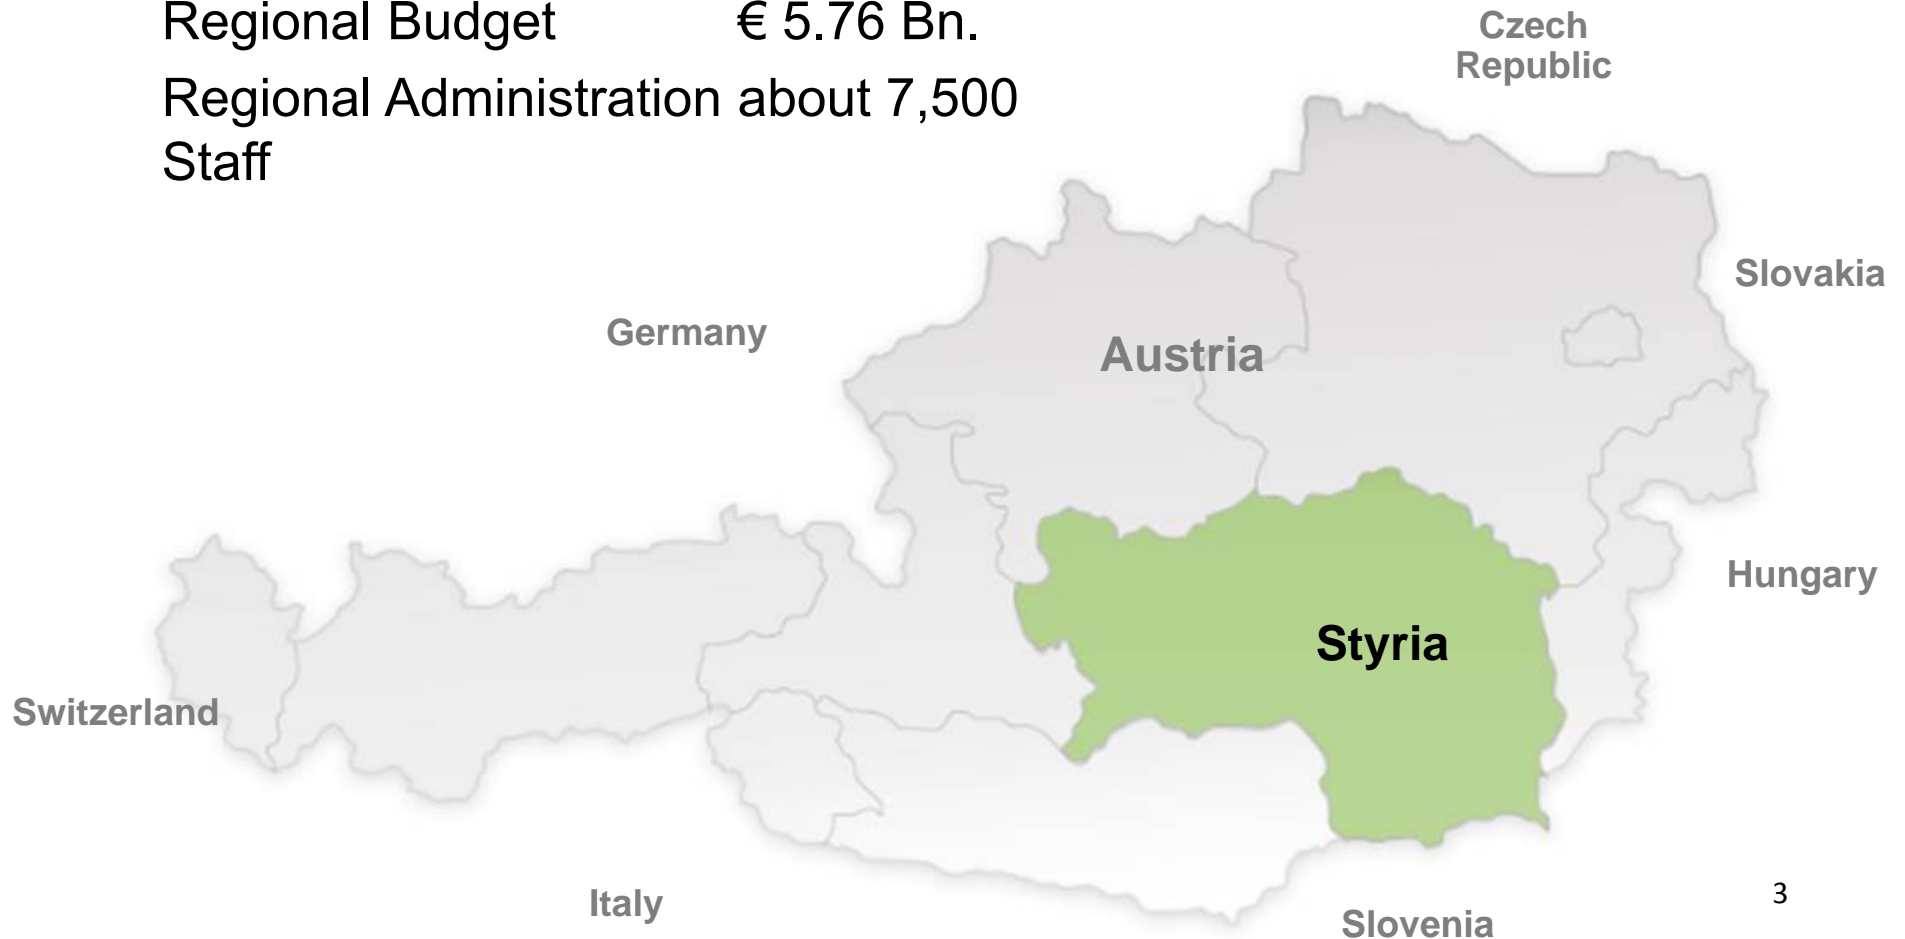 Regional Budget € 5.76 Bn.
Regional Administration about 7,500
Staff
Czech
Republic
Slovakia
Germany
Austria
Hungary
Styria
Switzerland
Italy
Slovenia
3